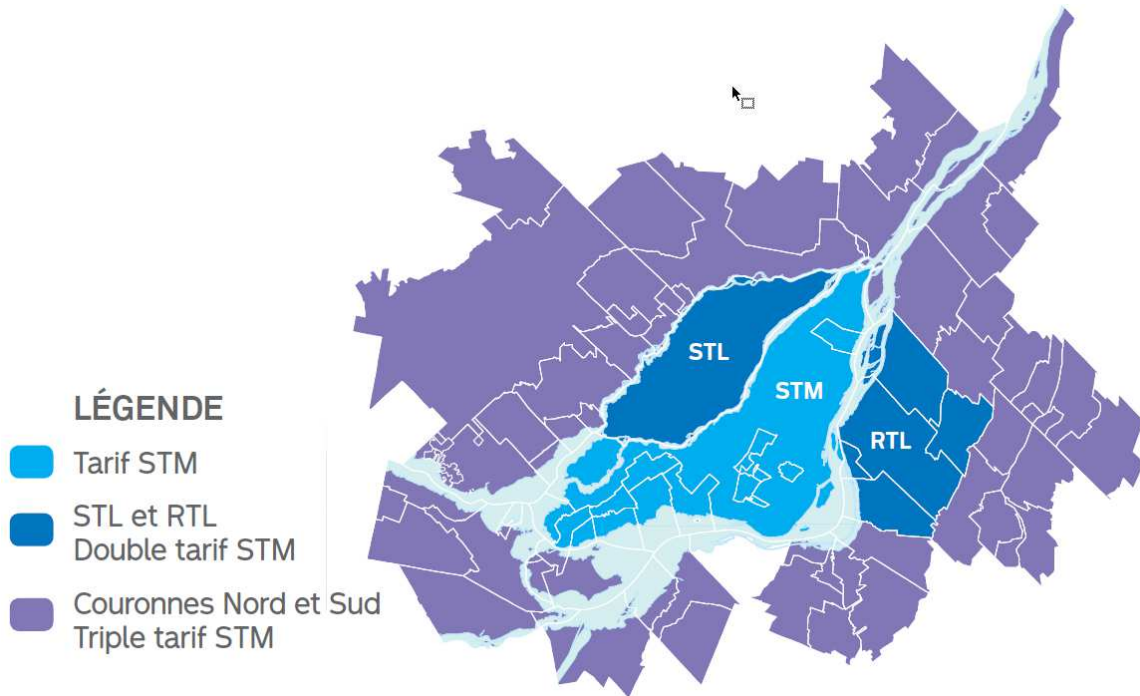 STL
STM
RTL
LÉGENDE
Tarif STM
STL et RTL
Double tarif STM
Couronnes Nord et Sud
Triple tarif STM